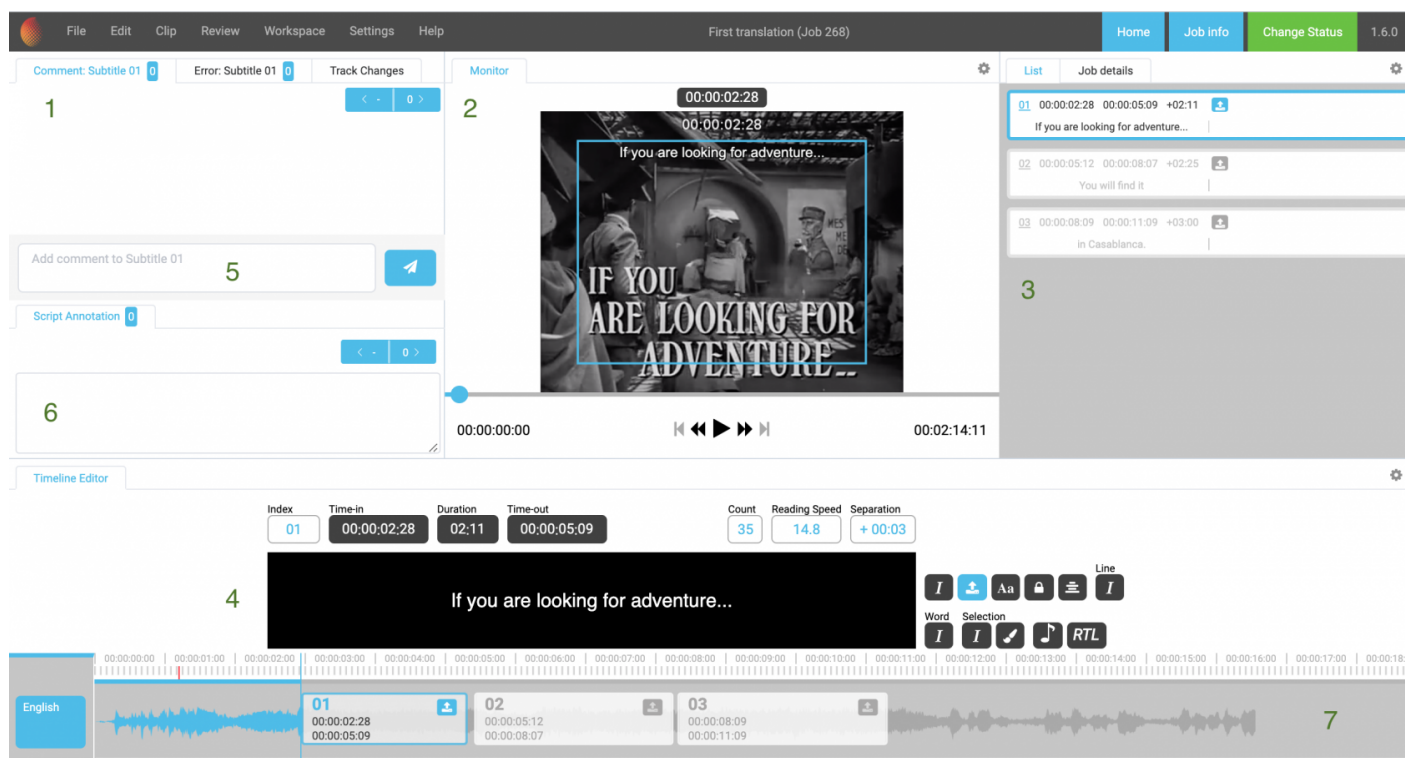 File Edit Clip Review Workspace Settings Help First translation (Job 268) Home Job info Change Status 1.6.0
Comment: Subtitle 01 0 Error: Subtitle 01 0 Track Changes
< - 0 >
1
Add comment to Subtitle 01
5
Script Annotation 0
< - 0 >
6
Monitor
2
00:00:02:28
00:00:02:28
If you are looking for adventure...
IF YOU
ARE LOOKING FOR
ADVENTURE...
00:00:00:00 00:02:14:11
List Job details
01 00:00:02:28 00:00:05:09 +02:11
If you are looking for adventure...
02 00:00:05:12 00:00:08:07 +02:25
You will find it
03 00:00:08:09 00:00:11:09 +03:00
in Casablanca.
3
Timeline Editor
Index Time-in Duration Time-out Count Reading Speed Separation
01 00;00;02;28 02;11 00;00;05;09 35 14.8 + 00:03
4
If you are looking for adventure...
Line
I Aa I
Word Selection
I I RTL
00:00:00:00 00:00:01:00 00:00:02:00 00:00:03:00 00:00:04:00 00:00:05:00 00:00:06:00 00:00:07:00 00:00:08:00 00:00:09:00 00:00:10:00 00:00:11:00 00:00:12:00 00:00:13:00 00:00:14:00 00:00:15:00 00:00:16:00 00:00:17:00 00:00:18:
English
01
00:00:02:28
00:00:05:09
02
00:00:05:12
00:00:08:07
03
00:00:08:09
00:00:11:09
7